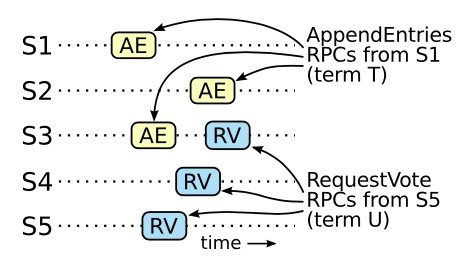 S1 AE
S2 AE
S3 AE RV
S4 RV
S5 RV
AppendEntries
RPCs from S1
(term T)
RequestVote
RPCs from S5
(term U)
time